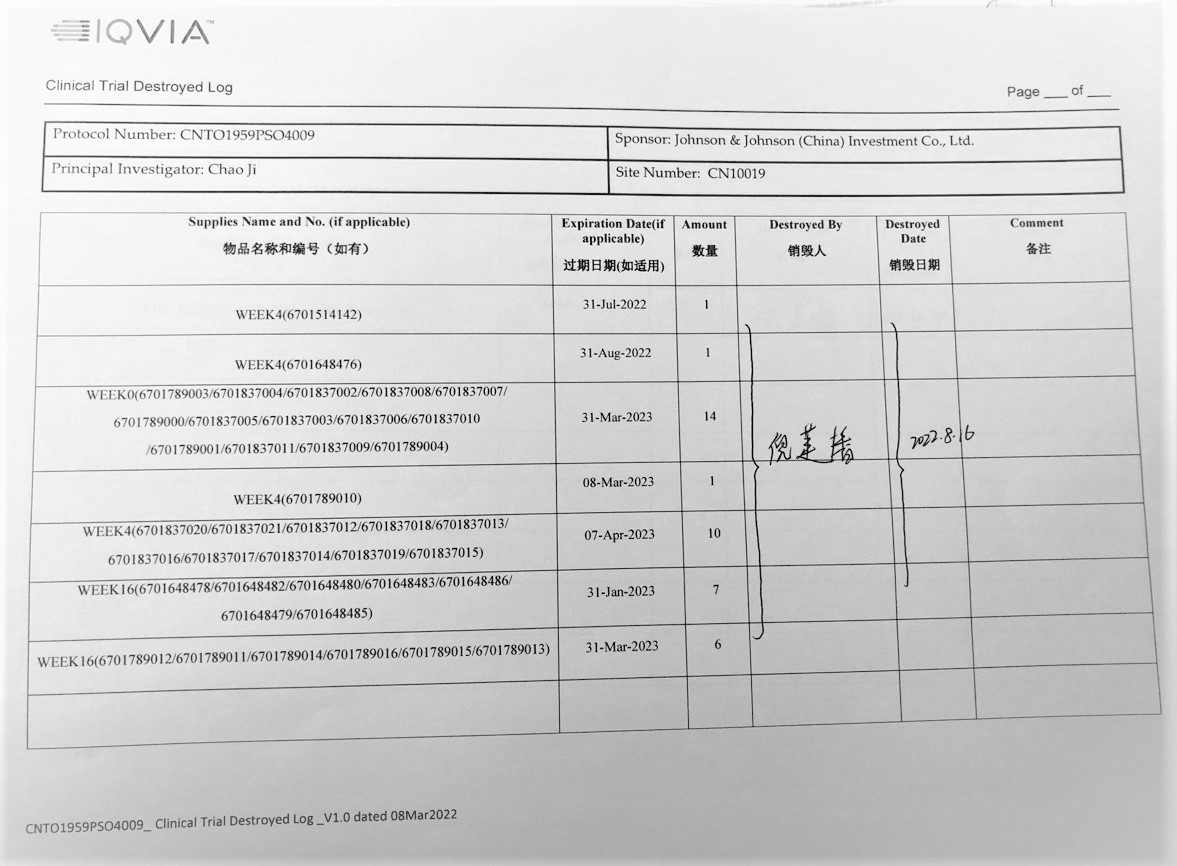 IQVIA™
Clinical Trial Destroyed Log
Page ___ of ___
Protocol Number: CNTO1959PSO4009
Sponsor: Johnson & Johnson (China) Investment Co., Ltd.
Principal Investigator: Chao Ji
Site Number: CN10019
Supplies Name and No. (if applicable)
物品名称和编号（如有）
Expiration Date(if
applicable)
过期日期(如适用)
Amount
数量
Destroyed By
销毁人
Destroyed
Date
销毁日期
Comment
备注
WEEK4(6701514142)
31-Jul-2022
1
WEEK4(6701648476)
31-Aug-2022
1
WEEK0(6701789003/6701837004/6701837002/6701837008/6701837007/
6701789000/6701837005/6701837003/6701837006/6701837010
/6701789001/6701837011/6701837009/6701789004)
31-Mar-2023
14
2022.8.16
WEEK4(6701789010)
08-Mar-2023
1
WEEK4(6701837020/6701837021/6701837012/6701837018/6701837013/
6701837016/6701837017/6701837014/6701837019/6701837015)
07-Apr-2023
10
WEEK16(6701648478/6701648482/6701648480/6701648483/6701648486/
6701648479/6701648485)
31-Jan-2023
7
WEEK16(6701789012/6701789011/6701789014/6701789016/6701789015/6701789013)
31-Mar-2023
6
CNTO1959PSO4009_ Clinical Trial Destroyed Log _V1.0 dated 08Mar2022